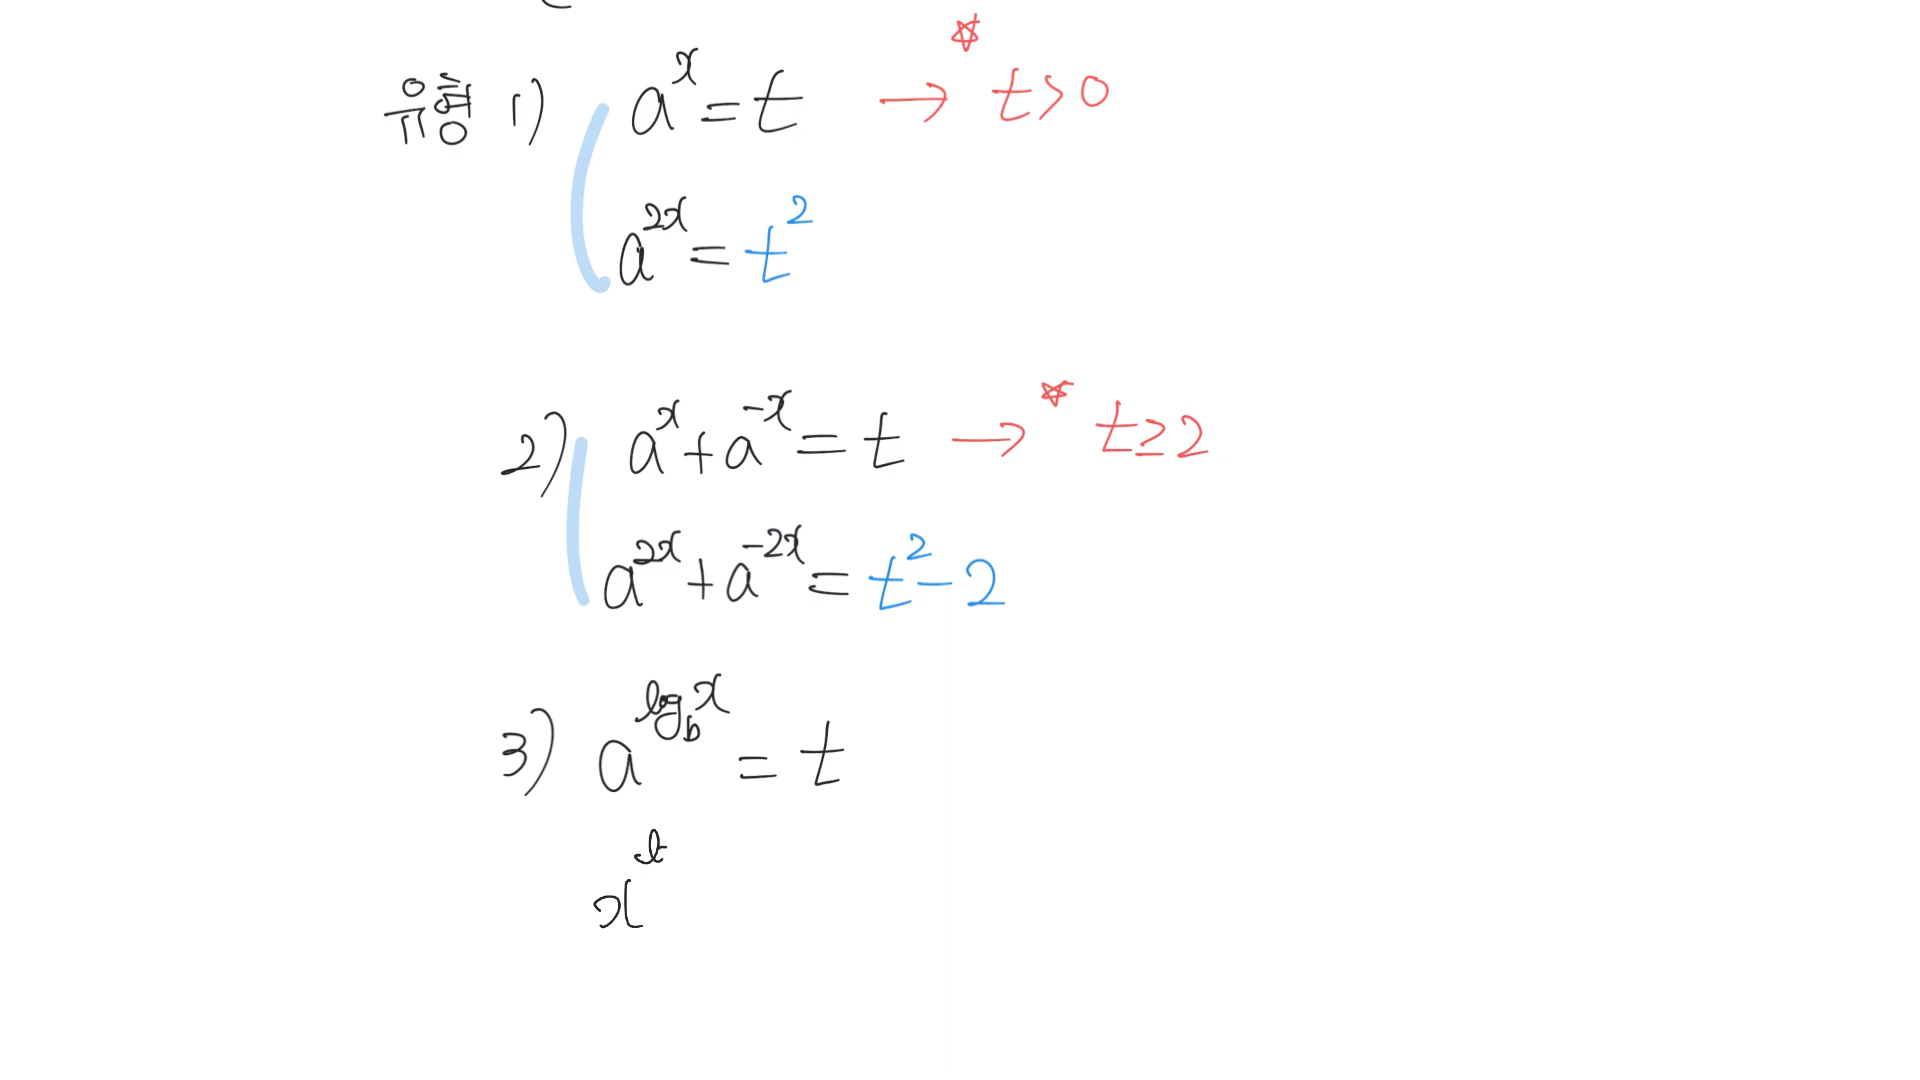 유형 1) a^x = t → ☆ t > 0
a^{2x} = t^2
2) a^x + a^{-x} = t → ☆ t ≥ 2
a^{2x} + a^{-2x} = t^2 - 2
3) a^{log_b x} = t
x^l